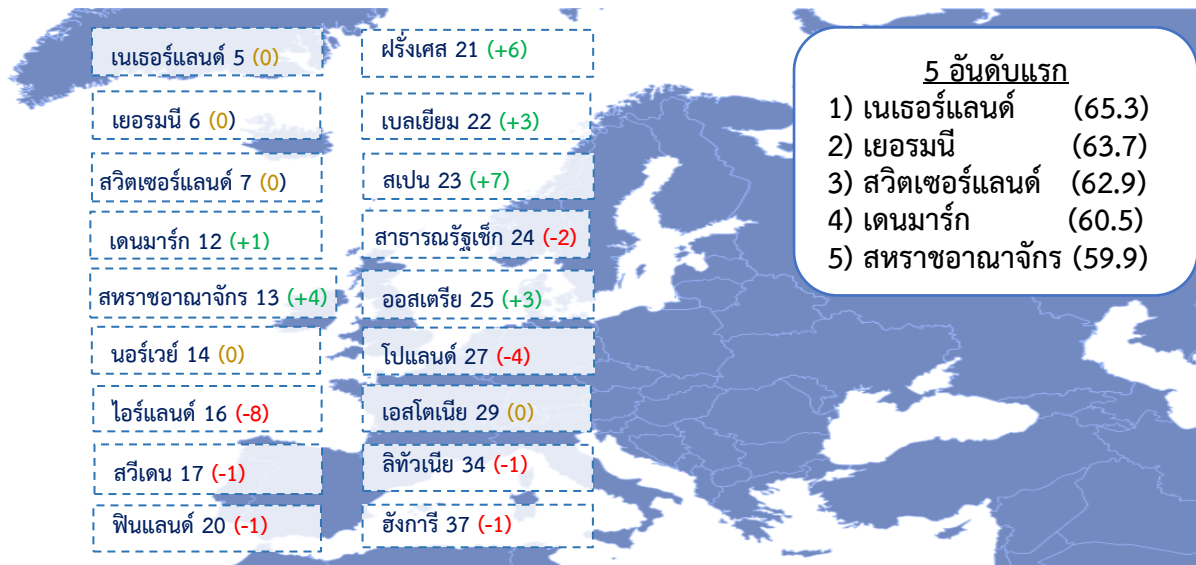 เนเธอร์แลนด์ 5 (0)
เยอรมนี 6 (0)
สวิตเซอร์แลนด์ 7 (0)
เดนมาร์ก 12 (+1)
สหราชอาณาจักร 13 (+4)
นอร์เวย์ 14 (0)
ไอร์แลนด์ 16 (-8)
สวีเดน 17 (-1)
ฟินแลนด์ 20 (-1)
ฝรั่งเศส 21 (+6)
เบลเยียม 22 (+3)
สเปน 23 (+7)
สาธารณรัฐเช็ก 24 (-2)
ออสเตรีย 25 (+3)
โปแลนด์ 27 (-4)
เอสโตเนีย 29 (0)
ลิทัวเนีย 34 (-1)
ฮังการี 37 (-1)
5 อันดับแรก
1) เนเธอร์แลนด์ (65.3)
2) เยอรมนี (63.7)
3) สวิตเซอร์แลนด์ (62.9)
4) เดนมาร์ก (60.5)
5) สหราชอาณาจักร (59.9)